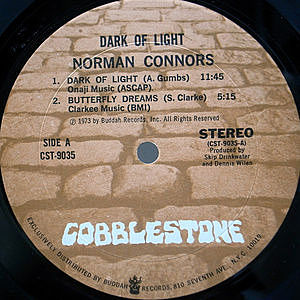 DARK OF LIGHT
NORMAN CONNORS
1. DARK OF LIGHT (A. Gumbs) 11:45
Onaji Music (ASCAP).
2. BUTTERFLY DREAMS (S. Clarke) 5:15
Clarkee Music (BMI)
℗ 1973 by Buddah Records, Inc. All Rights Reserved
SIDE A
CST-9035
STEREO
(CST-9035-A)
Produced by
Skip Drinkwater
and Dennis Wilen
COBBLESTONE
EXCLUSIVELY DISTRIBUTED BY BUDDAH RECORDS, 810 SEVENTH AVE. N.Y.C. 10019